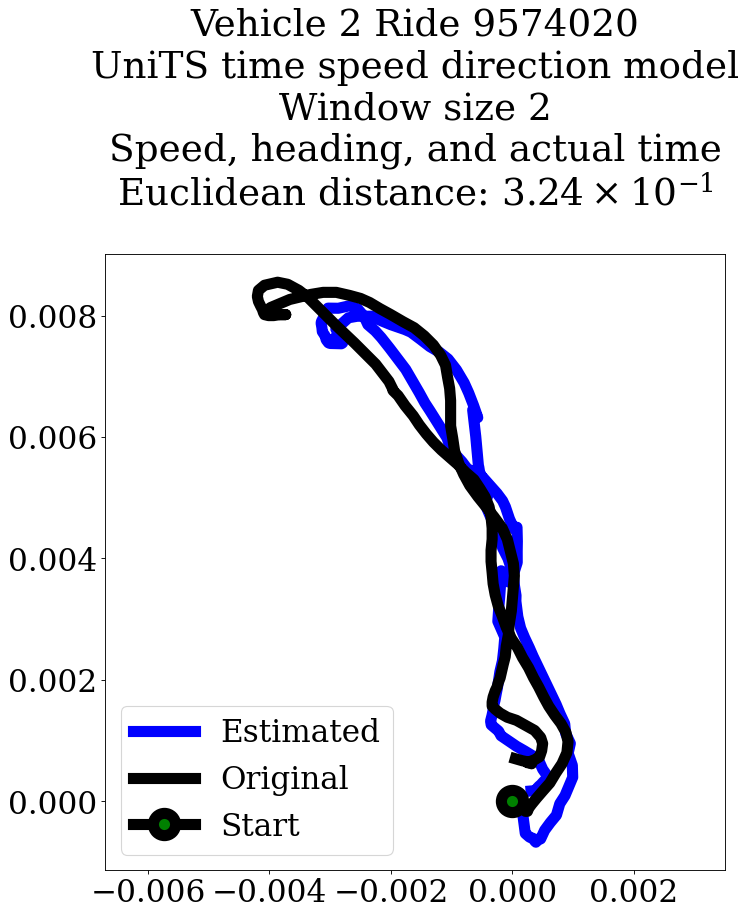 Vehicle 2 Ride 9574020
UniTS time speed direction model
Window size 2
Speed, heading, and actual time
Euclidean distance: 3.24 × 10⁻¹
0.008
0.006
0.004
0.002
0.000
Estimated
Original
Start
−0.006 −0.004 −0.002 0.000 0.002